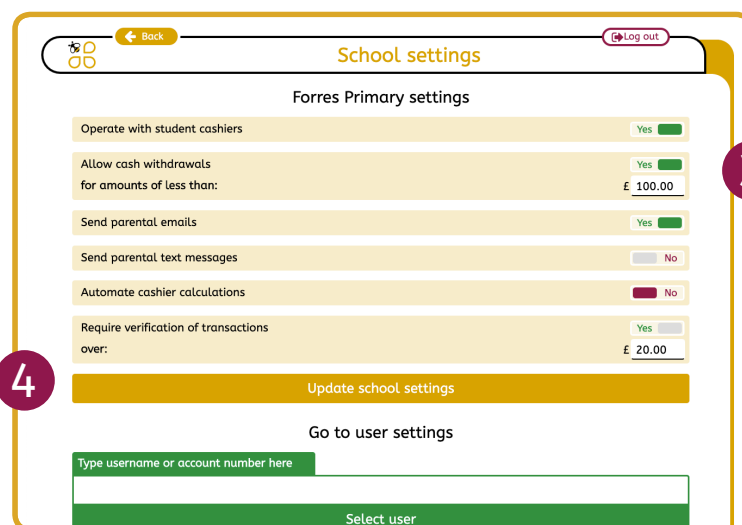 Back
Log out
School settings
Forres Primary settings
Operate with student cashiers Yes
Allow cash withdrawals Yes
for amounts of less than: £ 100.00
Send parental emails Yes
Send parental text messages No
Automate cashier calculations No
Require verification of transactions Yes
over: £ 20.00
4
Update school settings
Go to user settings
Type username or account number here
Select user